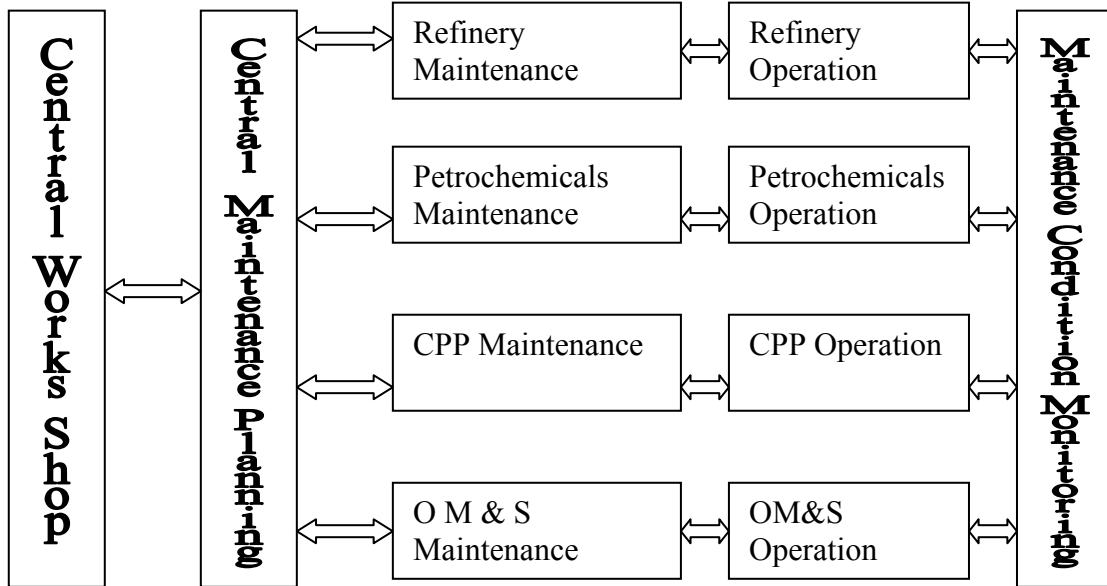 Central Works Shop
Central Maintenance Planning
Refinery
Maintenance
Refinery
Operation
Petrochemicals
Maintenance
Petrochemicals
Operation
CPP Maintenance
CPP Operation
O M & S
Maintenance
OM&S
Operation
Maintenance Condition Monitoring